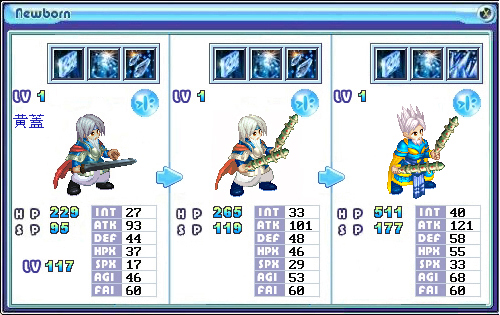 Newborn
LV 1
黄蓋
HP 229
SP 95
LV 117
INT 27
ATK 93
DEF 44
HPX 37
SPX 17
AGI 46
FAI 60
LV 1
HP 265
SP 119
INT 33
ATK 101
DEF 48
HPX 46
SPX 29
AGI 53
FAI 60
LV 1
HP 511
SP 177
INT 40
ATK 121
DEF 58
HPX 55
SPX 33
AGI 68
FAI 60